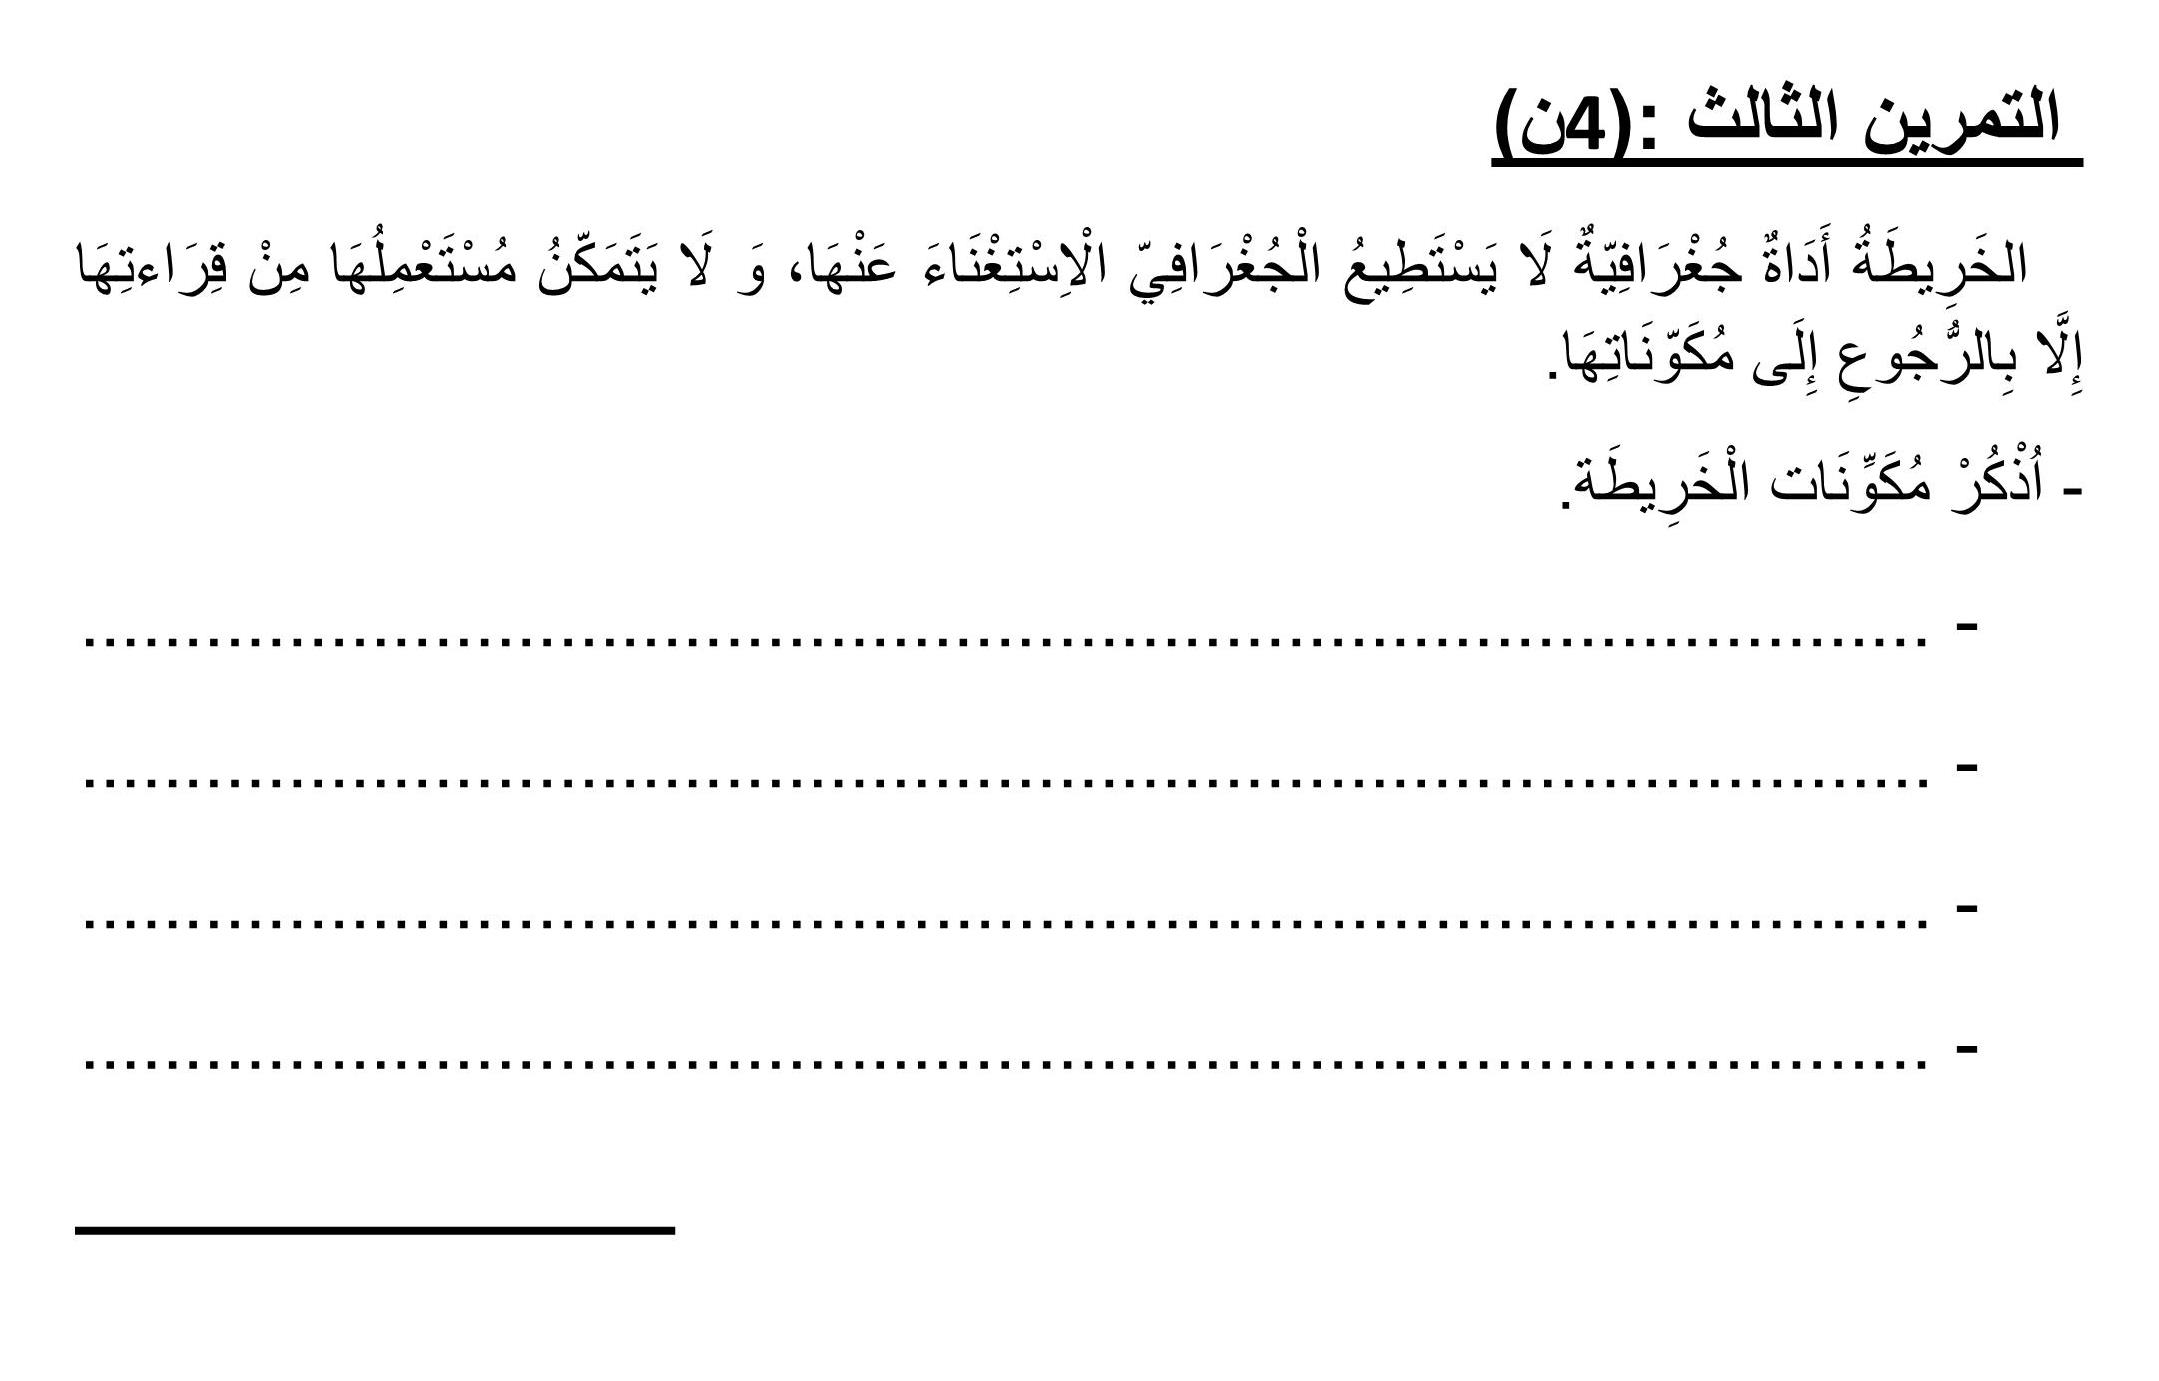 التمرين الثالث :(4ن)
الخَرِيطَةُ أَدَاةٌ جُغْرَافِيّةٌ لَا يَسْتَطِيعُ الْجُغْرَافِيّ الْاِسْتِغْنَاءَ عَنْهَا، وَ لَا يَتَمَكّنُ مُسْتَعْمِلُهَا مِنْ قِرَاءتِهَا
إِلَّا بِالرُّجُوعِ إِلَى مُكَوّنَاتِهَا.
- اُذْكُرْ مُكَوِّنَات الْخَرِيطَة.
- .........................................................................................
- .........................................................................................
- .........................................................................................
- .........................................................................................